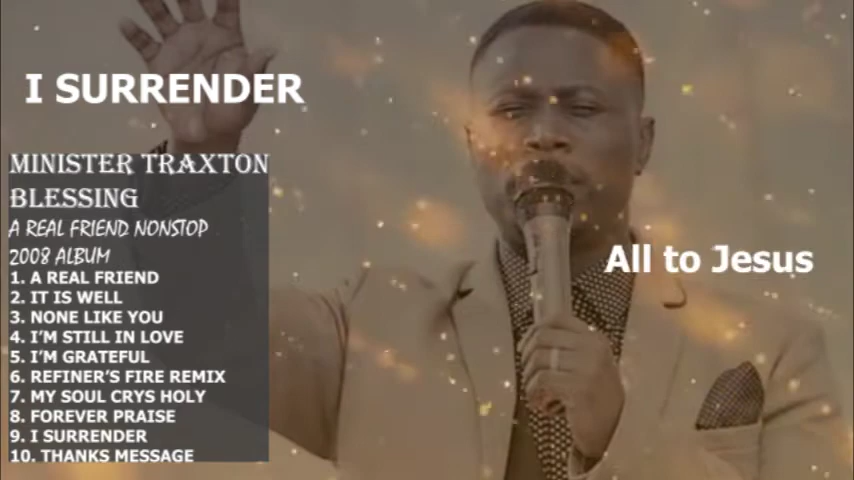 I SURRENDER
MINISTER TRAXTON
BLESSING
A REAL FRIEND NONSTOP
2008 ALBUM
1. A REAL FRIEND
2. IT IS WELL
3. NONE LIKE YOU
4. I'M STILL IN LOVE
5. I'M GRATEFUL
6. REFINER'S FIRE REMIX
7. MY SOUL CRYS HOLY
8. FOREVER PRAISE
9. I SURRENDER
10. THANKS MESSAGE
All to Jesus